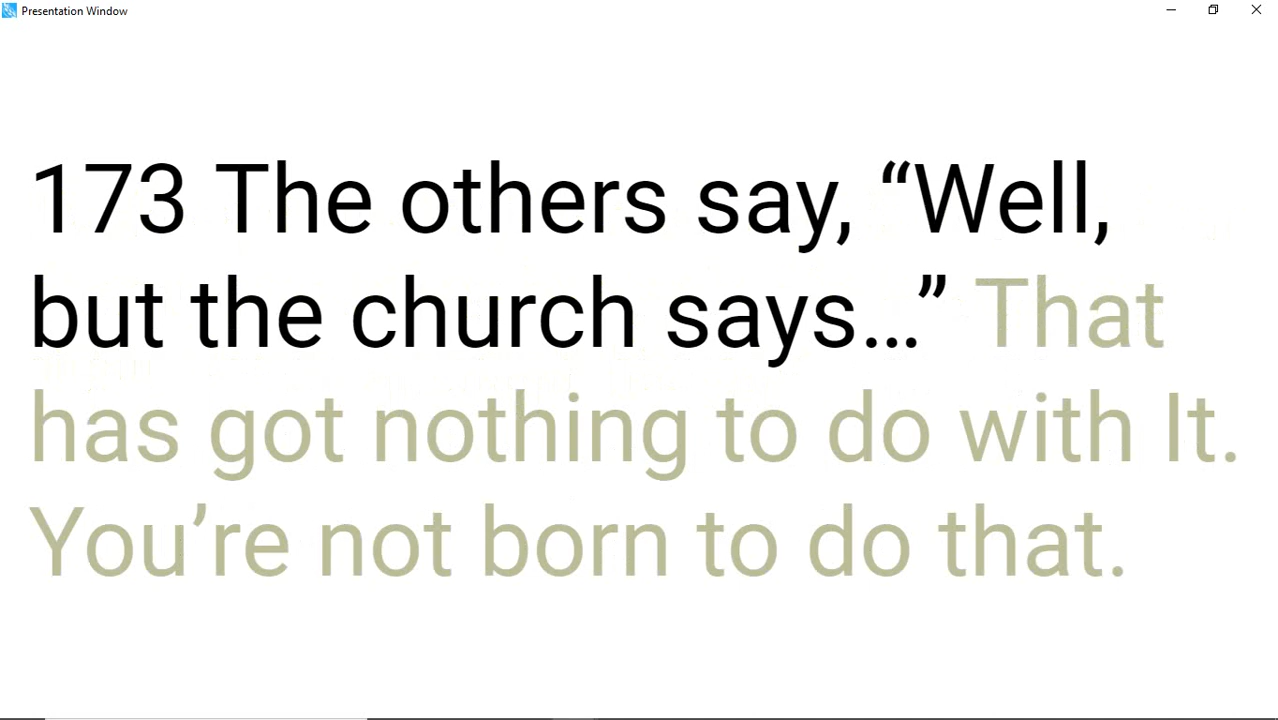 Presentation Window
173 The others say, “Well,
but the church says…” That
has got nothing to do with It.
You’re not born to do that.